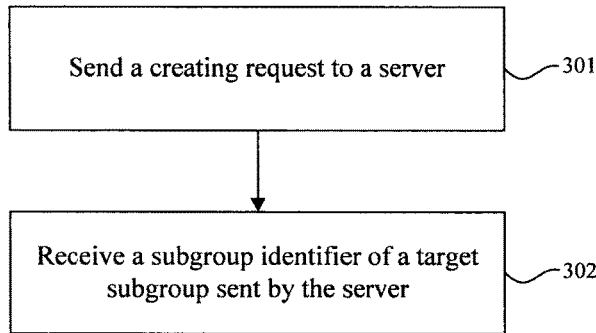 Send a creating request to a server
301
Receive a subgroup identifier of a target
subgroup sent by the server
302